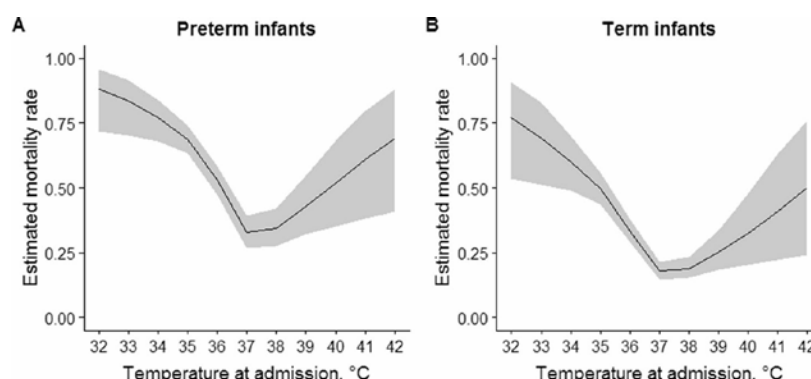 A
Preterm infants
Estimated mortality rate
1.00
0.75
0.50
0.25
0.00
32 33 34 35 36 37 38 39 40 41 42
Temperature at admission, °C
B
Term infants
Estimated mortality rate
1.00
0.75
0.50
0.25
0.00
32 33 34 35 36 37 38 39 40 41 42
Temperature at admission, °C